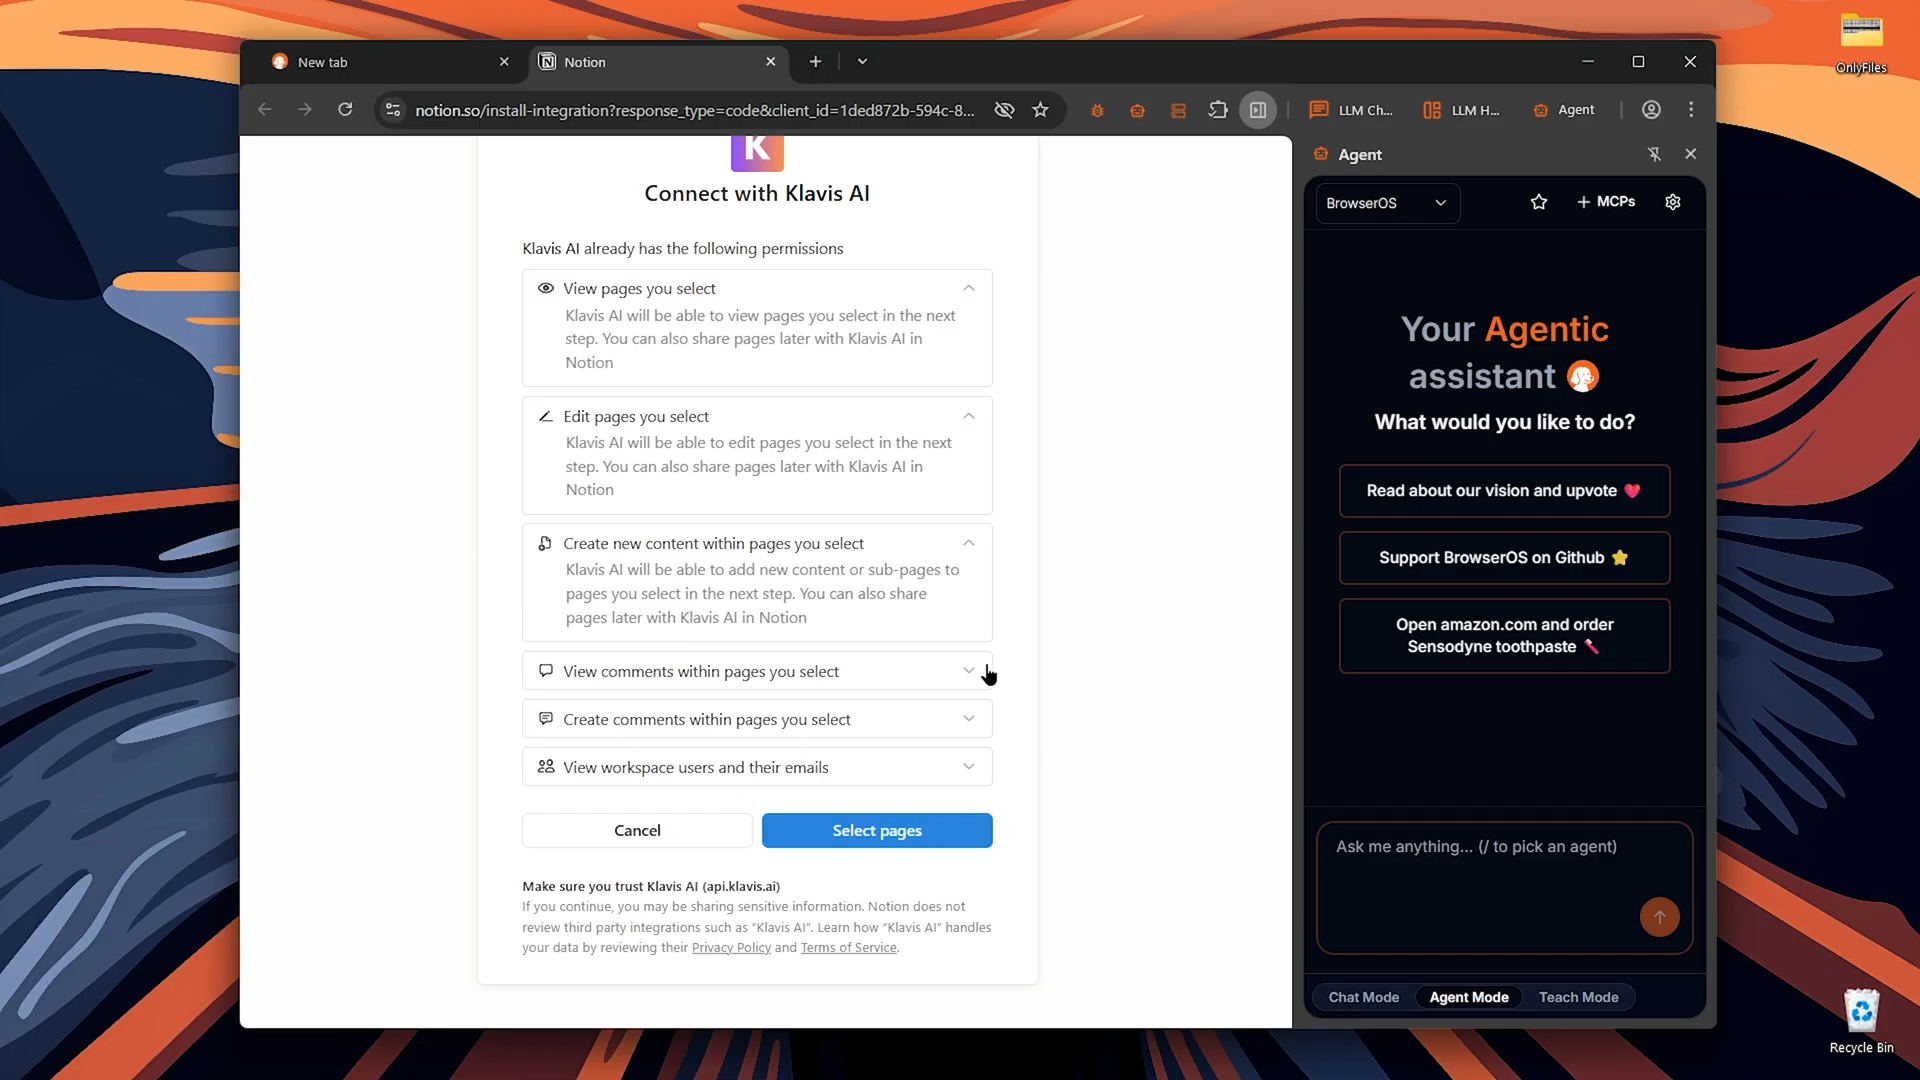 OnlyFiles
New tab
Notion
notion.so/install-integration?response_type=code&client_id=1ded872b-594c-8...
LLM Ch...
LLM H...
Agent
K
Connect with Klavis AI
Klavis AI already has the following permissions
View pages you select
Klavis AI will be able to view pages you select in the next
step. You can also share pages later with Klavis AI in
Notion
Edit pages you select
Klavis AI will be able to edit pages you select in the next
step. You can also share pages later with Klavis AI in
Notion
Create new content within pages you select
Klavis AI will be able to add new content or sub-pages to
pages you select in the next step. You can also share
pages later with Klavis AI in Notion
View comments within pages you select
Create comments within pages you select
View workspace users and their emails
Cancel
Select pages
Make sure you trust Klavis AI (api.klavis.ai)
If you continue, you may be sharing sensitive information. Notion does not
review third party integrations such as “Klavis AI”. Learn how “Klavis AI” handles
your data by reviewing their Privacy Policy and Terms of Service.
Agent
BrowserOS
MCPs
Your Agentic
assistant
What would you like to do?
Read about our vision and upvote ❤️
Support BrowserOS on Github ⭐
Open amazon.com and order
Sensodyne toothpaste
Ask me anything... (/ to pick an agent)
Chat Mode
Agent Mode
Teach Mode
Recycle Bin